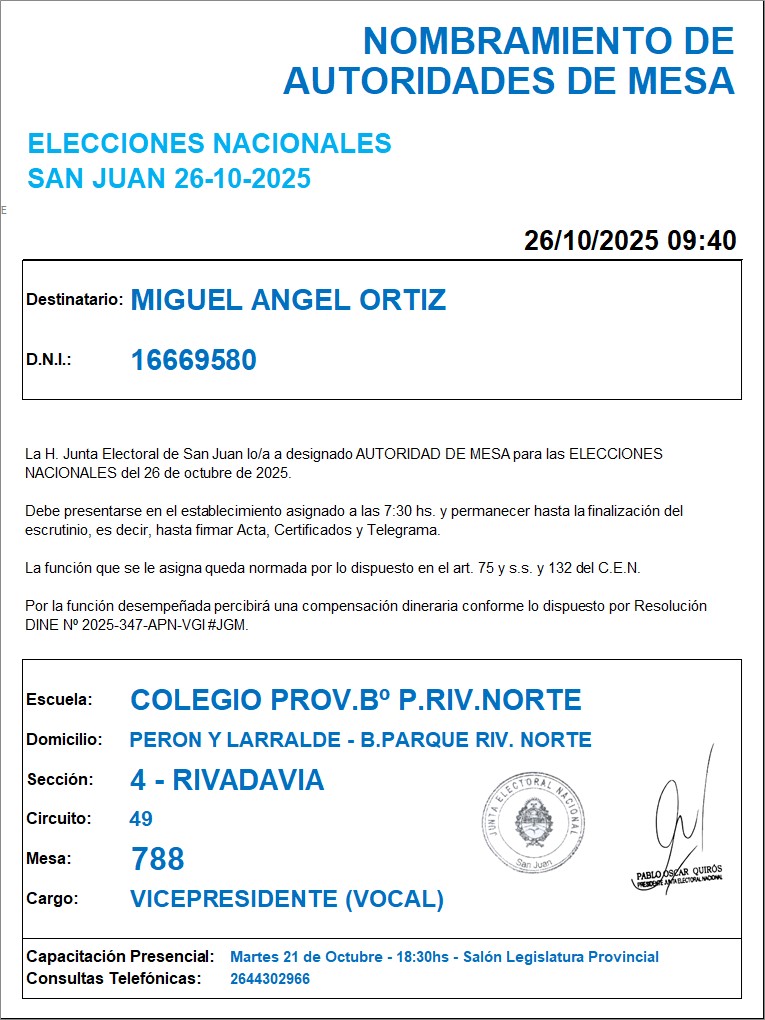 NOMBRAMIENTO DE
AUTORIDADES DE MESA
ELECCIONES NACIONALES
SAN JUAN 26-10-2025
E
26/10/2025 09:40
Destinatario: MIGUEL ANGEL ORTIZ
D.N.I.: 16669580
La H. Junta Electoral de San Juan lo/a a designado AUTORIDAD DE MESA para las ELECCIONES
NACIONALES del 26 de octubre de 2025.
Debe presentarse en el establecimiento asignado a las 7:30 hs. y permanecer hasta la finalización del
escrutinio, es decir, hasta firmar Acta, Certificados y Telegrama.
La función que se le asigna queda normada por lo dispuesto en el art. 75 y s.s. y 132 del C.E.N.
Por la función desempeñada percibirá una compensación dineraria conforme lo dispuesto por Resolución
DINE Nº 2025-347-APN-VGI#JGM.
Escuela: COLEGIO PROV.Bº P.RIV.NORTE
Domicilio: PERON Y LARRALDE - B.PARQUE RIV. NORTE
Sección: 4 - RIVADAVIA
Circuito: 49
Mesa: 788
Cargo: VICEPRESIDENTE (VOCAL)
JUNTA ELECTORAL NACIONAL
San Juan
PABLO OSCAR QUIRÓS
PRESIDENTE JUNTA ELECTORAL NACIONAL
Capacitación Presencial: Martes 21 de Octubre - 18:30hs - Salón Legislatura Provincial
Consultas Telefónicas: 2644302966